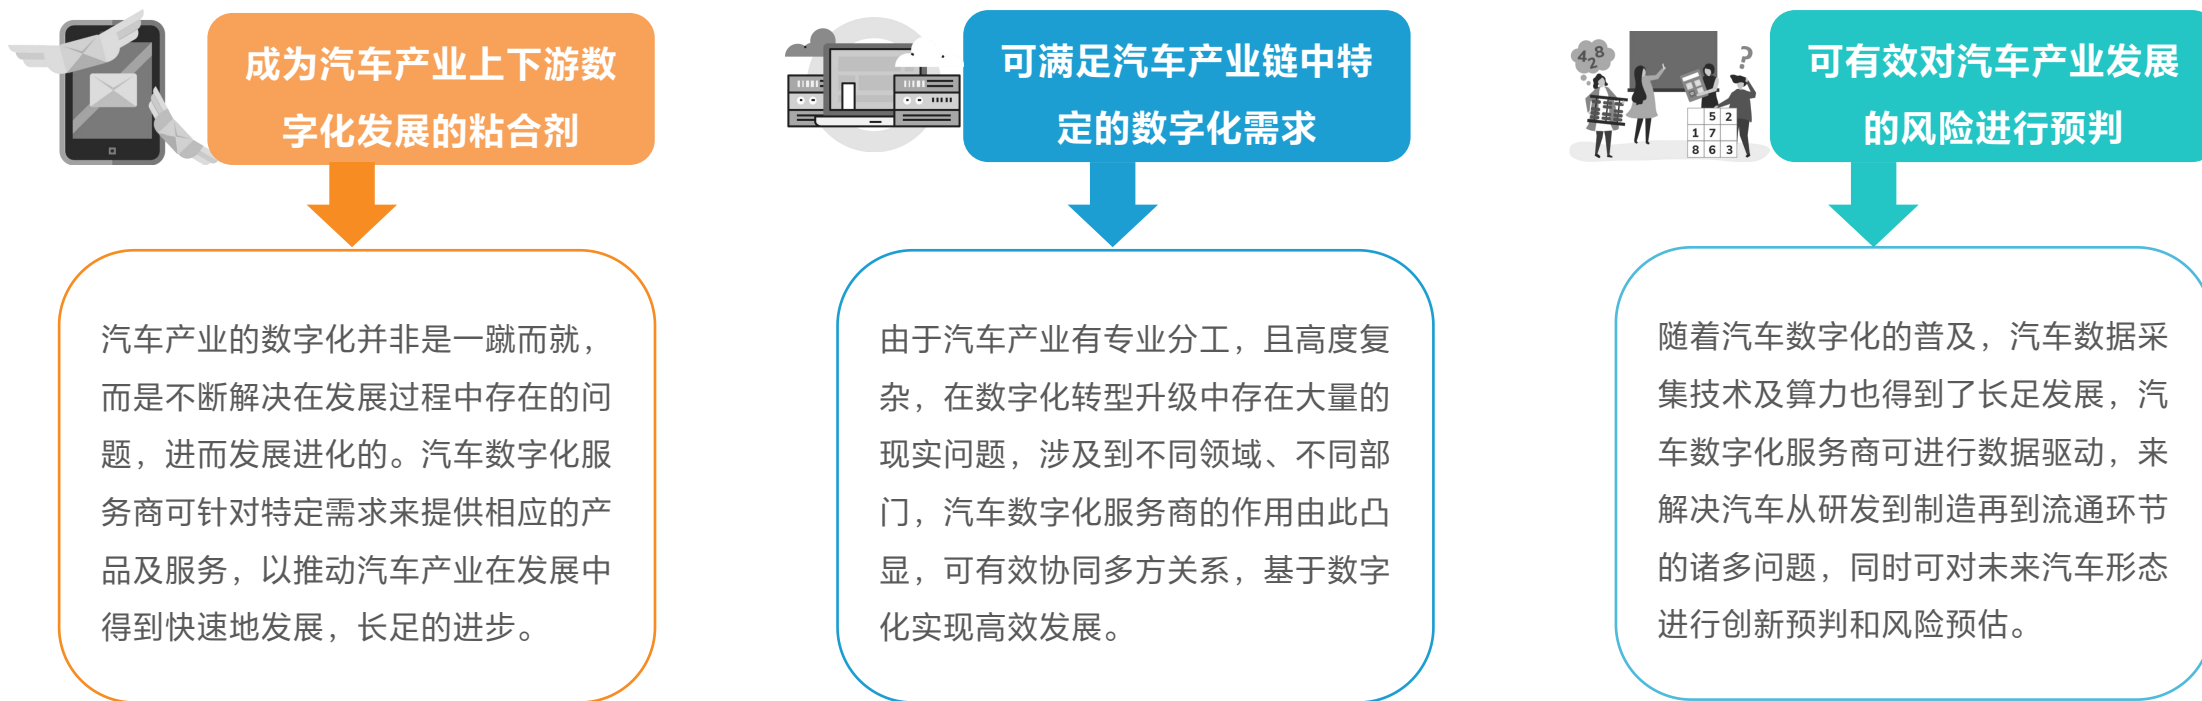 成为汽车产业上下游数
字化发展的粘合剂
汽车产业的数字化并非是一蹴而就，
而是不断解决在发展过程中存在的问
题，进而发展进化的。汽车数字化服
务商可针对特定需求来提供相应的产
品及服务，以推动汽车产业在发展中
得到快速地发展，长足的进步。
可满足汽车产业链中特
定的数字化需求
由于汽车产业有专业分工，且高度复
杂，在数字化转型升级中存在大量的
现实问题，涉及到不同领域、不同部
门，汽车数字化服务商的作用由此凸
显，可有效协同多方关系，基于数字
化实现高效发展。
4 2 8
?
5 2
1 7
8 6 3
可有效对汽车产业发展
的风险进行预判
随着汽车数字化的普及，汽车数据采
集技术及算力也得到了长足发展，汽
车数字化服务商可进行数据驱动，来
解决汽车从研发到制造再到流通环节
的诸多问题，同时可对未来汽车形态
进行创新预判和风险预估。